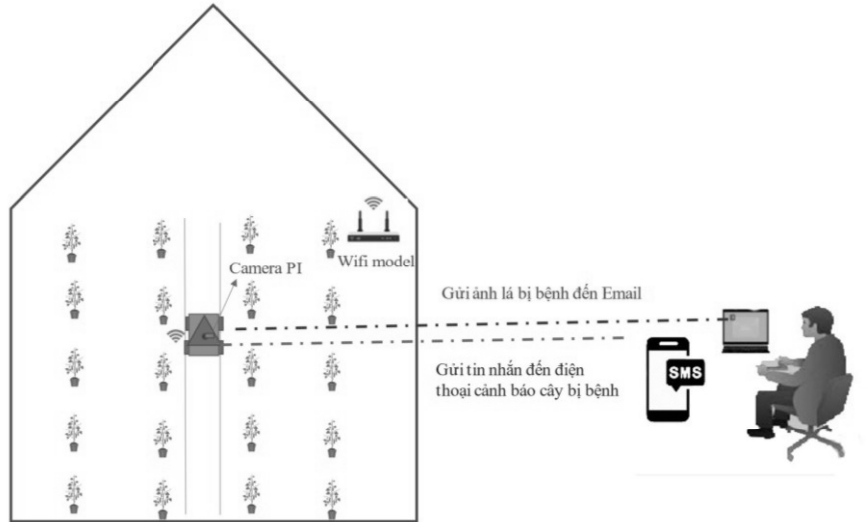 Wifi model
Camera PI
Gửi ảnh lá bị bệnh đến Email
Gửi tin nhắn đến điện
thoại cảnh báo cây bị bệnh
SMS